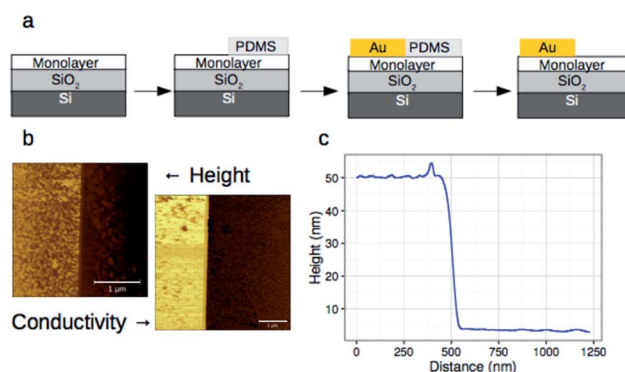 a
PDMS
Au
PDMS
Au
Monolayer
Monolayer
Monolayer
Monolayer
SiO2
SiO2
SiO2
SiO2
Si
Si
Si
Si
b
← Height
1 μm
Conductivity →
c
Height (nm)
50
40
30
20
10
0
250
500
750
1000
1250
Distance (nm)